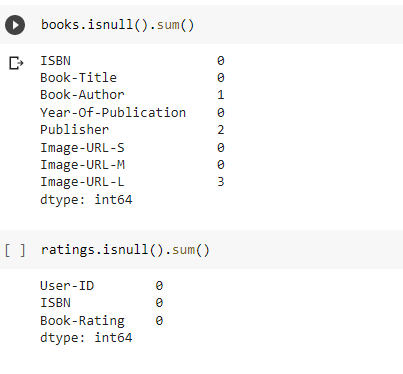 books.isnull().sum()
ISBN 0
Book-Title 0
Book-Author 1
Year-Of-Publication 0
Publisher 2
Image-URL-S 0
Image-URL-M 0
Image-URL-L 3
dtype: int64
[ ] ratings.isnull().sum()
User-ID 0
ISBN 0
Book-Rating 0
dtype: int64